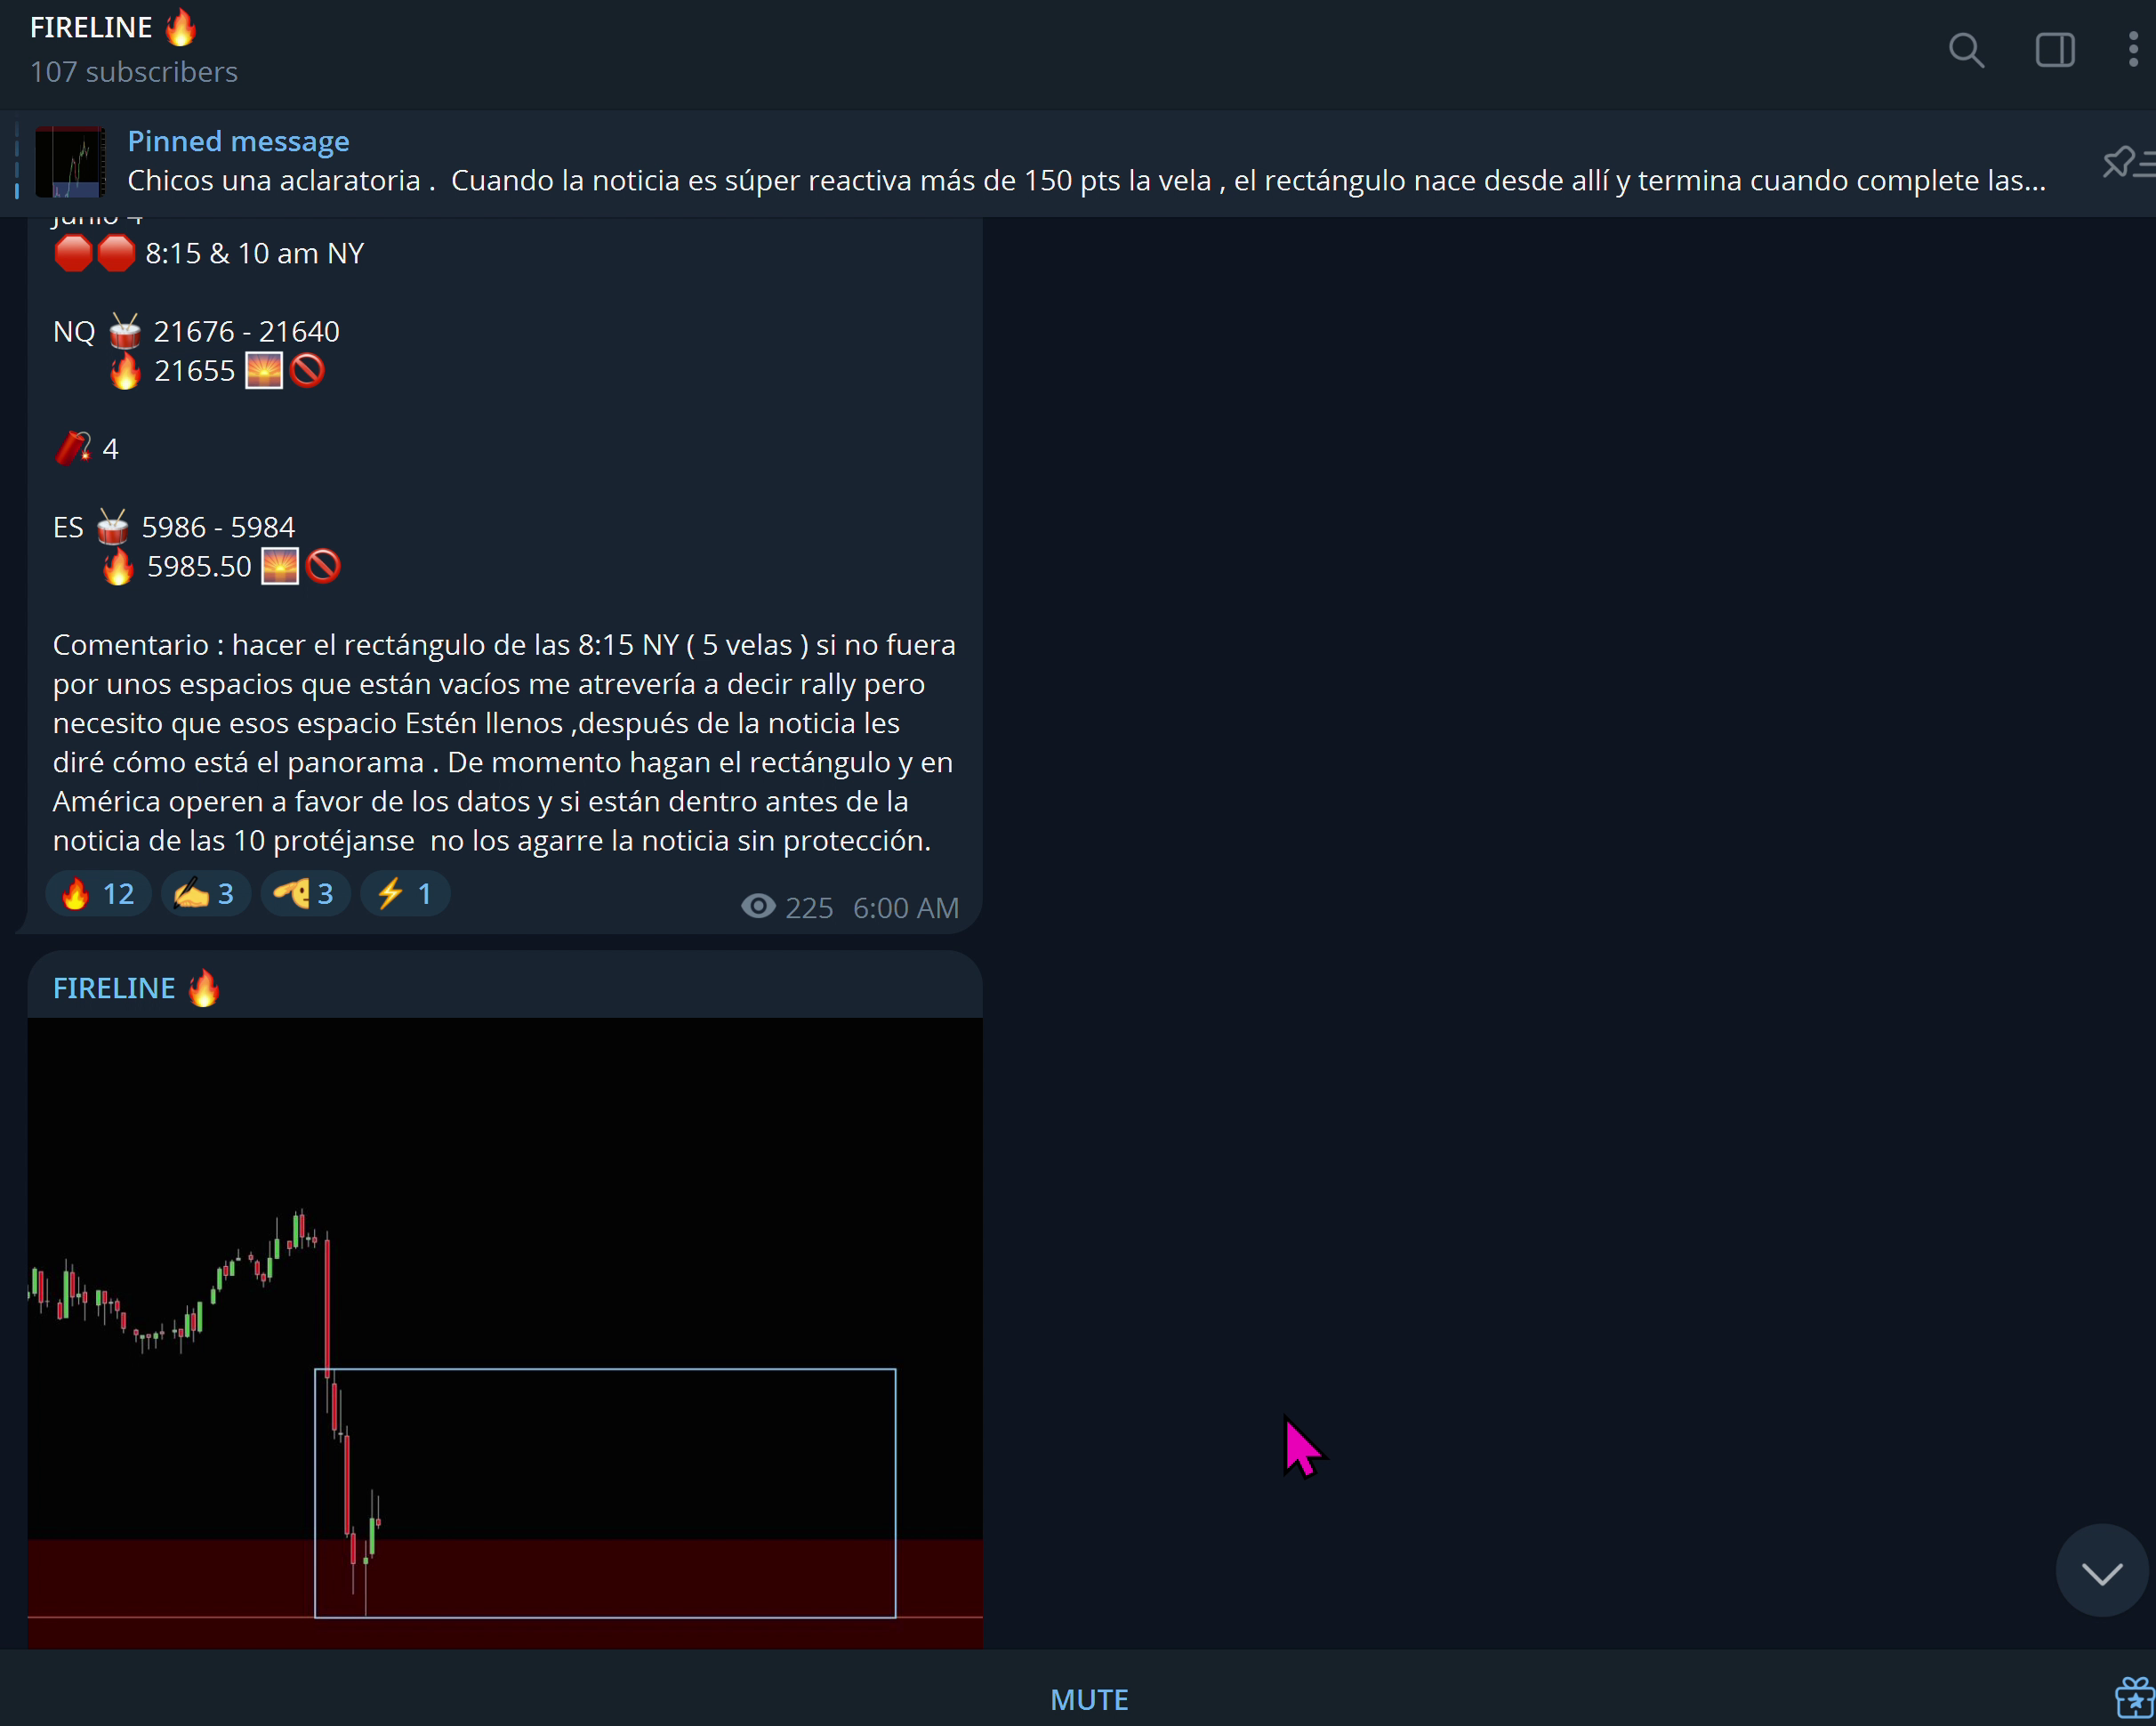 FIRELINE 🔥
107 subscribers
Pinned message
Chicos una aclaratoria .  Cuando la noticia es súper reactiva más de 150 pts la vela , el rectángulo nace desde allí y termina cuando complete las...
Junio 4
🛑🛑 8:15 & 10 am NY
NQ 🥁 21676 - 21640
🔥 21655 🌅🚫
🧨 4
ES 🥁 5986 - 5984
🔥 5985.50 🌅🚫
Comentario : hacer el rectángulo de las 8:15 NY ( 5 velas ) si no fuera
por unos espacios que están vacíos me atrevería a decir rally pero
necesito que esos espacio Estén llenos ,después de la noticia les
diré cómo está el panorama . De momento hagan el rectángulo y en
América operen a favor de los datos y si están dentro antes de la
noticia de las 10 protéjanse  no los agarre la noticia sin protección.
🔥 12 ✍️ 3 🫰 3 ⚡ 1 225 6:00 AM
FIRELINE 🔥
MUTE